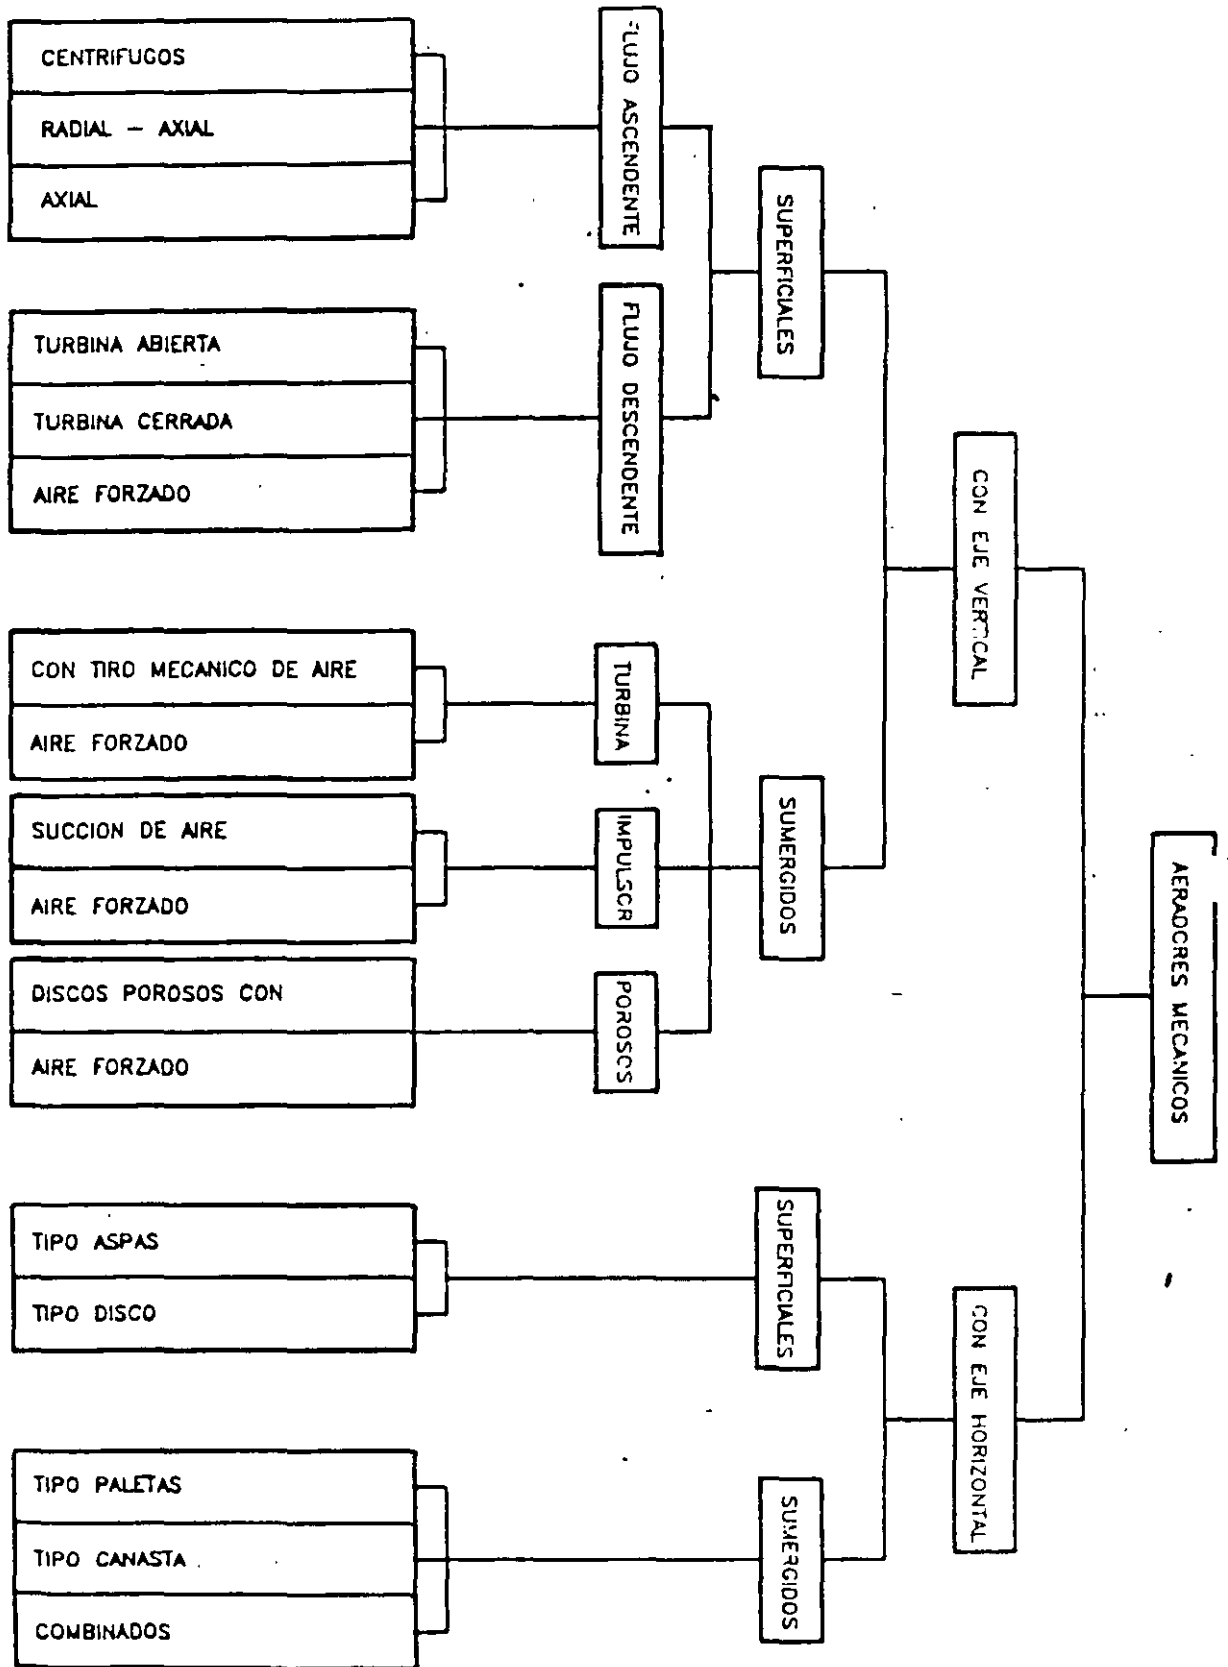 CENTRIFUGOS
RADIAL - AXIAL
AXIAL
FLUJO ASCENDENTE
TURBINA ABIERTA
TURBINA CERRADA
AIRE FORZADO
FLUJO DESCENDENTE
SUPERFICIALES
CON TIRO MECANICO DE AIRE
AIRE FORZADO
TURBINA
SUCCION DE AIRE
AIRE FORZADO
IMPULSOR
DISCOS POROSOS CON
AIRE FORZADO
POROSOS
SUMERGIDOS
CON EJE VERTICAL
AERADORES MECANICOS
TIPO ASPAS
TIPO DISCO
SUPERFICIALES
TIPO PALETAS
TIPO CANASTA
COMBINADOS
SUMERGIDOS
CON EJE HORIZONTAL